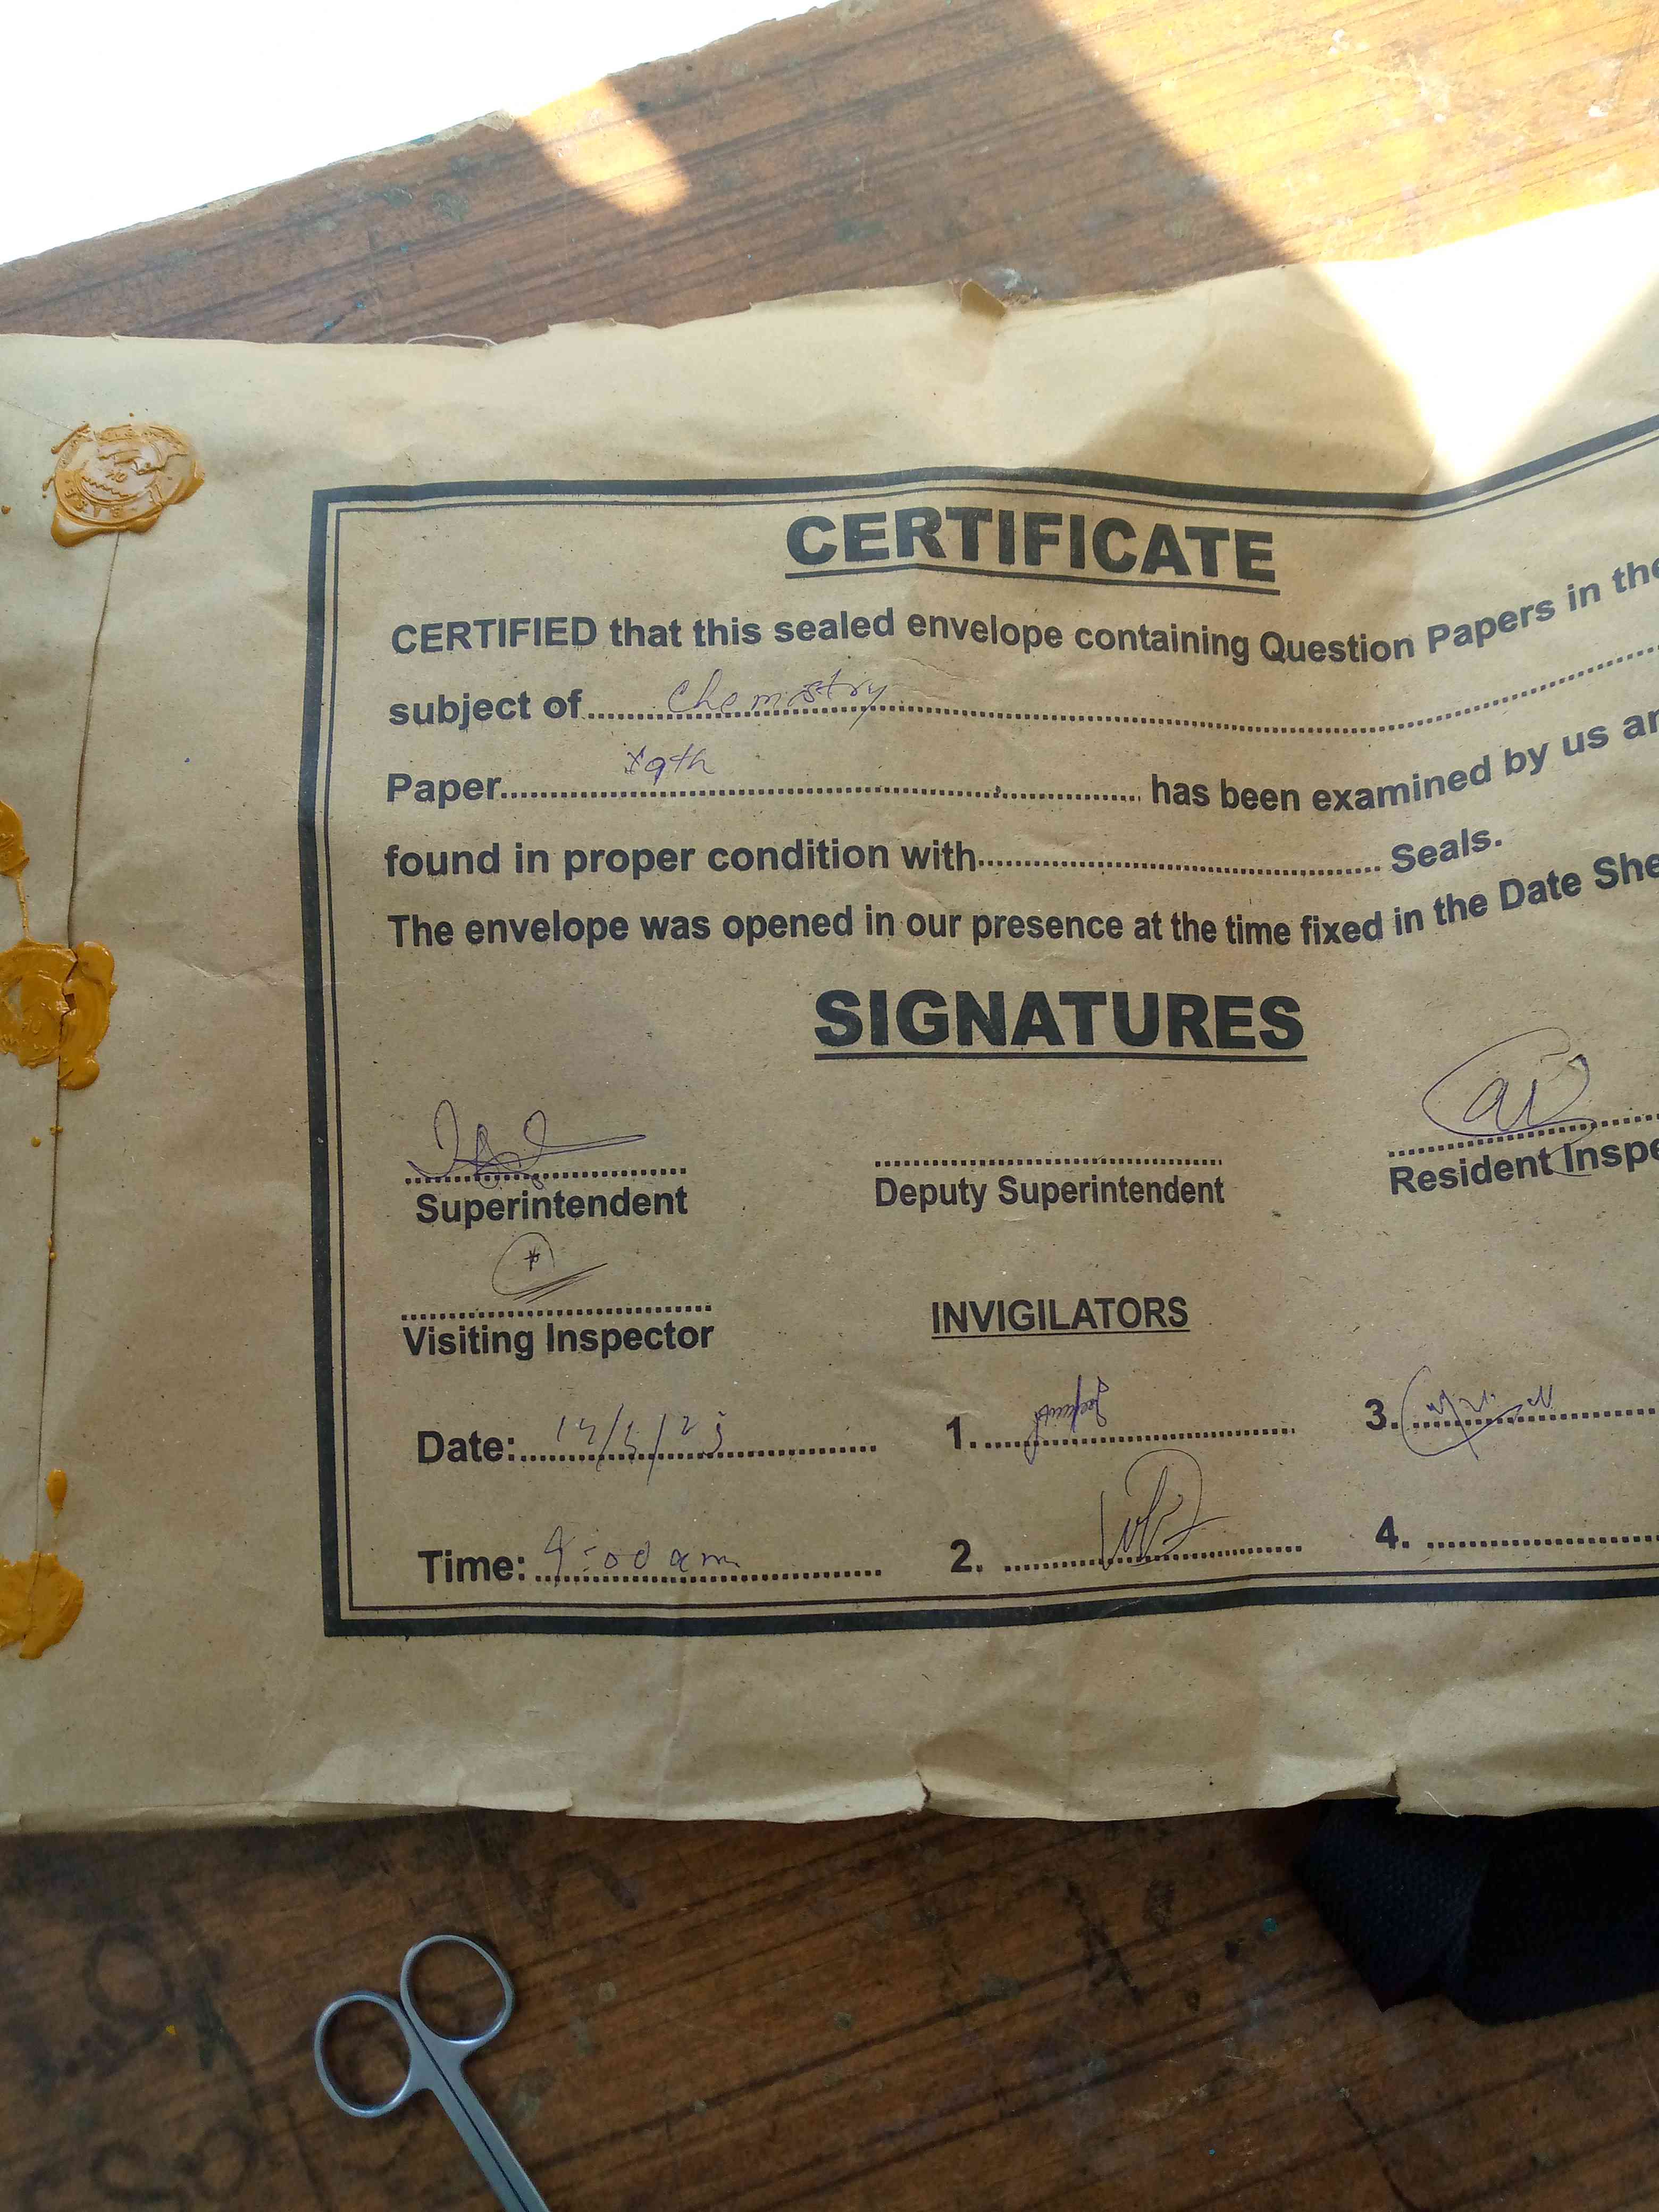 CERTIFICATE
CERTIFIED that this sealed envelope containing Question Papers in the
subject of........Chemistry........
Paper........ 9th ........ has been examined by us an
found in proper condition with........ Seals.
The envelope was opened in our presence at the time fixed in the Date She
SIGNATURES
Superintendent
Deputy Superintendent
Resident Inspe
Visiting Inspector
INVIGILATORS
Date:
1.
3.
Time: 9:00 am
2.
4.